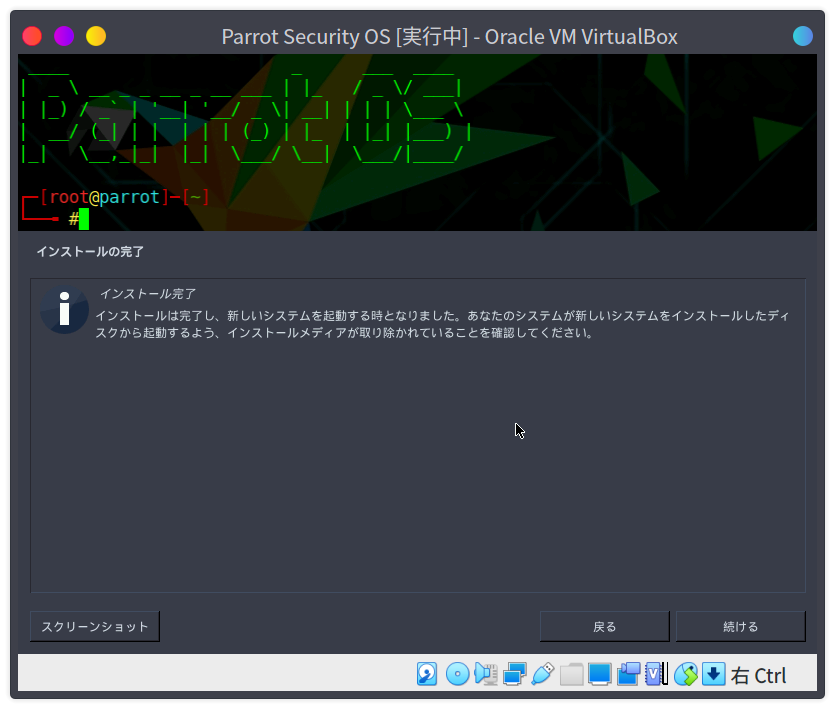 Parrot Security OS [実行中] - Oracle VM VirtualBox
Parrot OS
[root@parrot]─[~]
#
インストールの完了
インストール完了
インストールは完了し、新しいシステムを起動する時となりました。あなたのシステムが新しいシステムをインストールしたディ
スクから起動するよう、インストールメディアが取り除かれていることを確認してください。
スクリーンショット
戻る
続ける
右 Ctrl